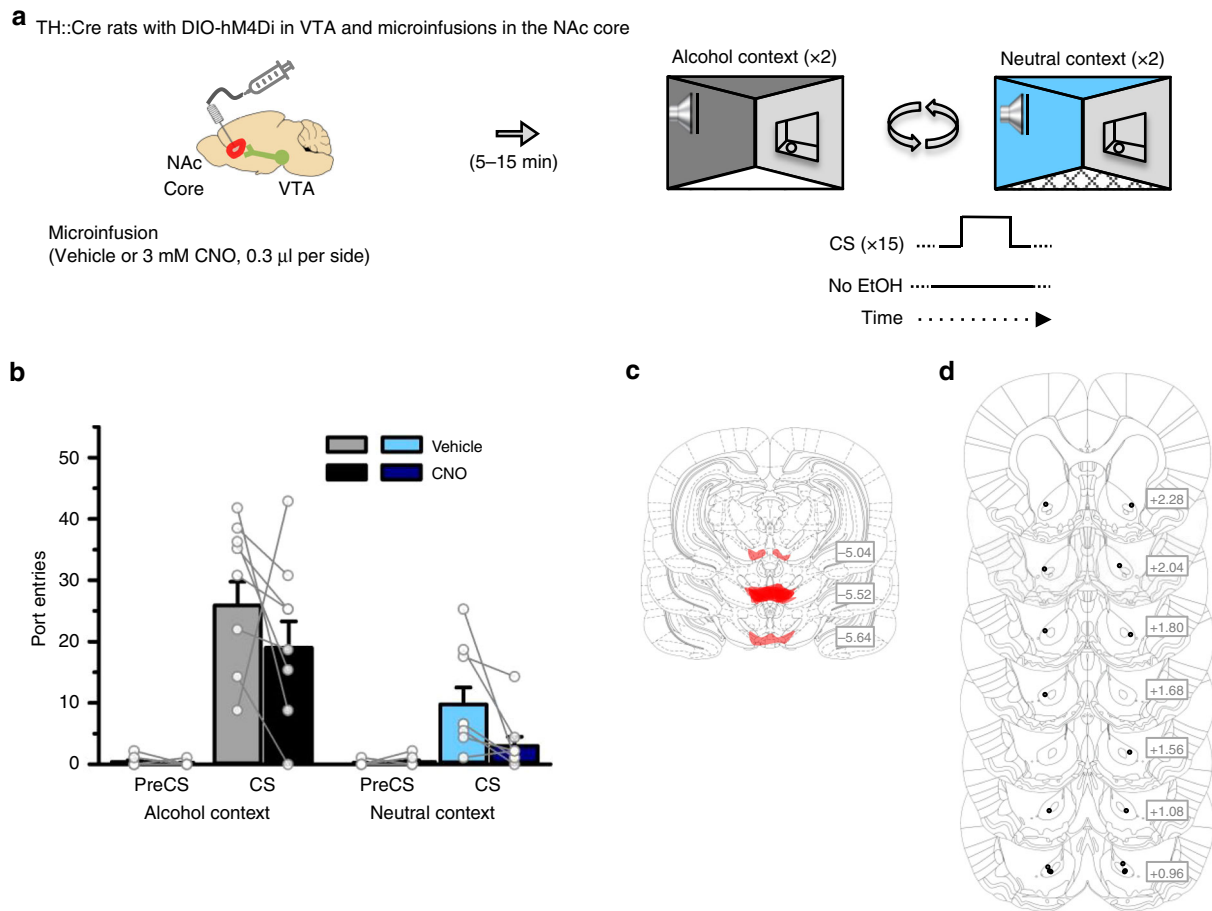 a
TH::Cre rats with DIO-hM4Di in VTA and microinfusions in the NAc core
NAc
Core
VTA
(5–15 min)
Microinfusion
(Vehicle or 3 mM CNO, 0.3 µl per side)
Alcohol context (×2)
Neutral context (×2)
CS (×15)
No EtOH
Time
b
Port entries
50
40
30
20
10
0
Vehicle
CNO
PreCS
CS
PreCS
CS
Alcohol context
Neutral context
c
–5.04
–5.52
–5.64
d
+2.28
+2.04
+1.80
+1.68
+1.56
+1.08
+0.96